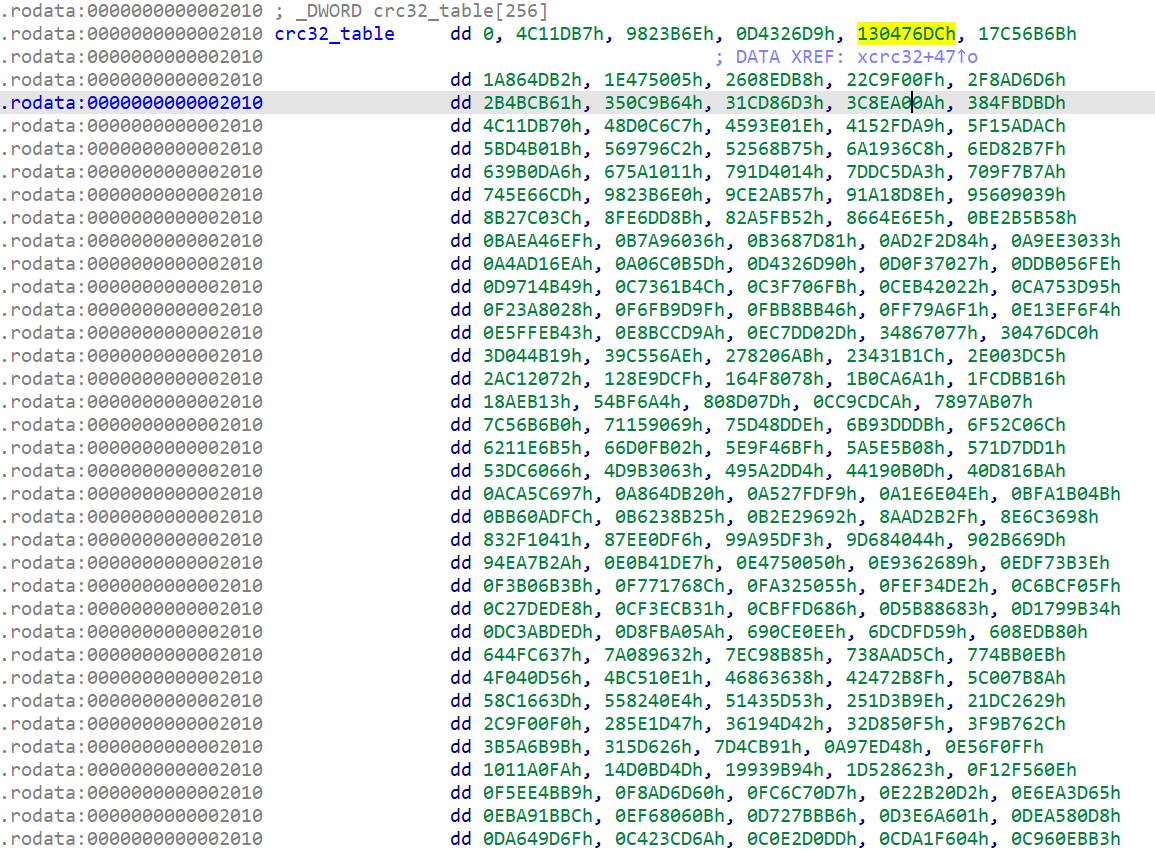 .rodata:0000000000002010 ; _DWORD crc32_table[256]
.rodata:0000000000002010 crc32_table dd 0, 4C11DB7h, 9823B6Eh, 0D4326D9h, 130476DCh, 17C56B6Bh
.rodata:0000000000002010 ; DATA XREF: xcrc32+47↑o
.rodata:0000000000002010 dd 1A864DB2h, 1E475005h, 2608EDB8h, 22C9F00Fh, 2F8AD6D6h
.rodata:0000000000002010 dd 2B4BCB61h, 350C9B64h, 31CD86D3h, 3C8EA00Ah, 384FBDBDh
.rodata:0000000000002010 dd 4C11DB70h, 48D0C6C7h, 4593E01Eh, 4152FDA9h, 5F15ADACh
.rodata:0000000000002010 dd 5BD4B01Bh, 569796C2h, 52568B75h, 6A1936C8h, 6ED82B7Fh
.rodata:0000000000002010 dd 639B0DA6h, 675A1011h, 791D4014h, 7DDC5DA3h, 709F7B7Ah
.rodata:0000000000002010 dd 745E66CDh, 9823B6E0h, 9CE2AB57h, 91A18D8Eh, 95609039h
.rodata:0000000000002010 dd 8B27C03Ch, 8FE6DD8Bh, 82A5FB52h, 8664E6E5h, 0BE2B5B58h
.rodata:0000000000002010 dd 0BAEA46EFh, 0B7A96036h, 0B3687D81h, 0AD2F2D84h, 0A9EE3033h
.rodata:0000000000002010 dd 0A4AD16EAh, 0A06C0B5Dh, 0D4326D90h, 0D0F37027h, 0DDB056FEh
.rodata:0000000000002010 dd 0D9714B49h, 0C7361B4Ch, 0C3F706FBh, 0CEB42022h, 0CA753D95h
.rodata:0000000000002010 dd 0F23A8028h, 0F6FB9D9Fh, 0FBB8BB46h, 0FF79A6F1h, 0E13EF6F4h
.rodata:0000000000002010 dd 0E5FFEB43h, 0E8BCCD9Ah, 0EC7DD02Dh, 34867077h, 30476DC0h
.rodata:0000000000002010 dd 3D044B19h, 39C556AEh, 278206ABh, 23431B1Ch, 2E003DC5h
.rodata:0000000000002010 dd 2AC12072h, 128E9DCFh, 164F8078h, 1B0CA6A1h, 1FCDBB16h
.rodata:0000000000002010 dd 18AEB13h, 54BF6A4h, 808D07Dh, 0CC9CDCAh, 7897AB07h
.rodata:0000000000002010 dd 7C56B6B0h, 71159069h, 75D48DDEh, 6B93DDDBh, 6F52C06Ch
.rodata:0000000000002010 dd 6211E6B5h, 66D0FB02h, 5E9F46BFh, 5A5E5B08h, 571D7DD1h
.rodata:0000000000002010 dd 53DC6066h, 4D9B3063h, 495A2DD4h, 44190B0Dh, 40D816BAh
.rodata:0000000000002010 dd 0ACA5C697h, 0A864DB20h, 0A527FDF9h, 0A1E6E04Eh, 0BFA1B04Bh
.rodata:0000000000002010 dd 0BB60ADFCh, 0B6238B25h, 0B2E29692h, 8AAD2B2Fh, 8E6C3698h
.rodata:0000000000002010 dd 832F1041h, 87EE0DF6h, 99A95DF3h, 9D684044h, 902B669Dh
.rodata:0000000000002010 dd 94EA7B2Ah, 0E0B41DE7h, 0E4750050h, 0E9362689h, 0EDF73B3Eh
.rodata:0000000000002010 dd 0F3B06B3Bh, 0F771768Ch, 0FA325055h, 0FEF34DE2h, 0C6BCF05Fh
.rodata:0000000000002010 dd 0C27DEDE8h, 0CF3ECB31h, 0CBFFD686h, 0D5B88683h, 0D1799B34h
.rodata:0000000000002010 dd 0DC3ABDEDh, 0D8FBA05Ah, 690CE0EEh, 6DCDFD59h, 608EDB80h
.rodata:0000000000002010 dd 644FC637h, 7A089632h, 7EC98B85h, 738AAD5Ch, 774BB0EBh
.rodata:0000000000002010 dd 4F040D56h, 4BC510E1h, 46863638h, 42472B8Fh, 5C007B8Ah
.rodata:0000000000002010 dd 58C1663Dh, 558240E4h, 51435D53h, 251D3B9Eh, 21DC2629h
.rodata:0000000000002010 dd 2C9F00F0h, 285E1D47h, 36194D42h, 32D850F5h, 3F9B762Ch
.rodata:0000000000002010 dd 3B5A6B9Bh, 315D626h, 7D4CB91h, 0A97ED48h, 0E56F0FFh
.rodata:0000000000002010 dd 1011A0FAh, 14D0BD4Dh, 19939B94h, 1D528623h, 0F12F560Eh
.rodata:0000000000002010 dd 0F5EE4BB9h, 0F8AD6D60h, 0FC6C70D7h, 0E22B20D2h, 0E6EA3D65h
.rodata:0000000000002010 dd 0EBA91BBCh, 0EF68060Bh, 0D727BBB6h, 0D3E6A601h, 0DEA580D8h
.rodata:0000000000002010 dd 0DA649D6Fh, 0C423CD6Ah, 0C0E2D0DDh, 0CDA1F604h, 0C960EBB3h